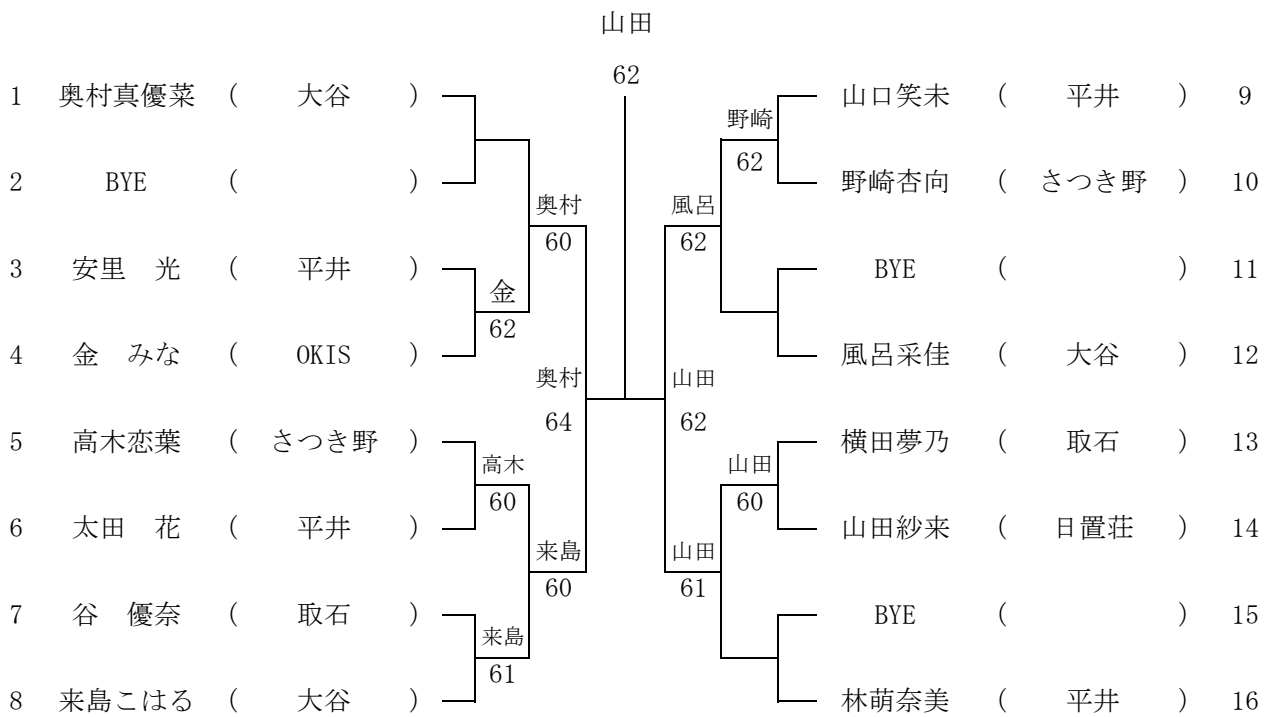 山田
62
1 奥村真優菜 ( 大谷 ) 山口笑未 ( 平井 ) 9
野崎
62
2 BYE ( ) 野崎杏向 ( さつき野 ) 10
奥村 風呂
60 62
3 安里 光 ( 平井 ) BYE ( ) 11
金
62
4 金 みな ( OKIS ) 風呂采佳 ( 大谷 ) 12
奥村 山田
64 62
5 高木恋葉 ( さつき野 ) 横田夢乃 ( 取石 ) 13
高木 山田
60 60
6 太田 花 ( 平井 ) 山田紗来 ( 日置荘 ) 14
来島 山田
60 61
7 谷 優奈 ( 取石 ) BYE ( ) 15
来島
61
8 来島こはる ( 大谷 ) 林萌奈美 ( 平井 ) 16